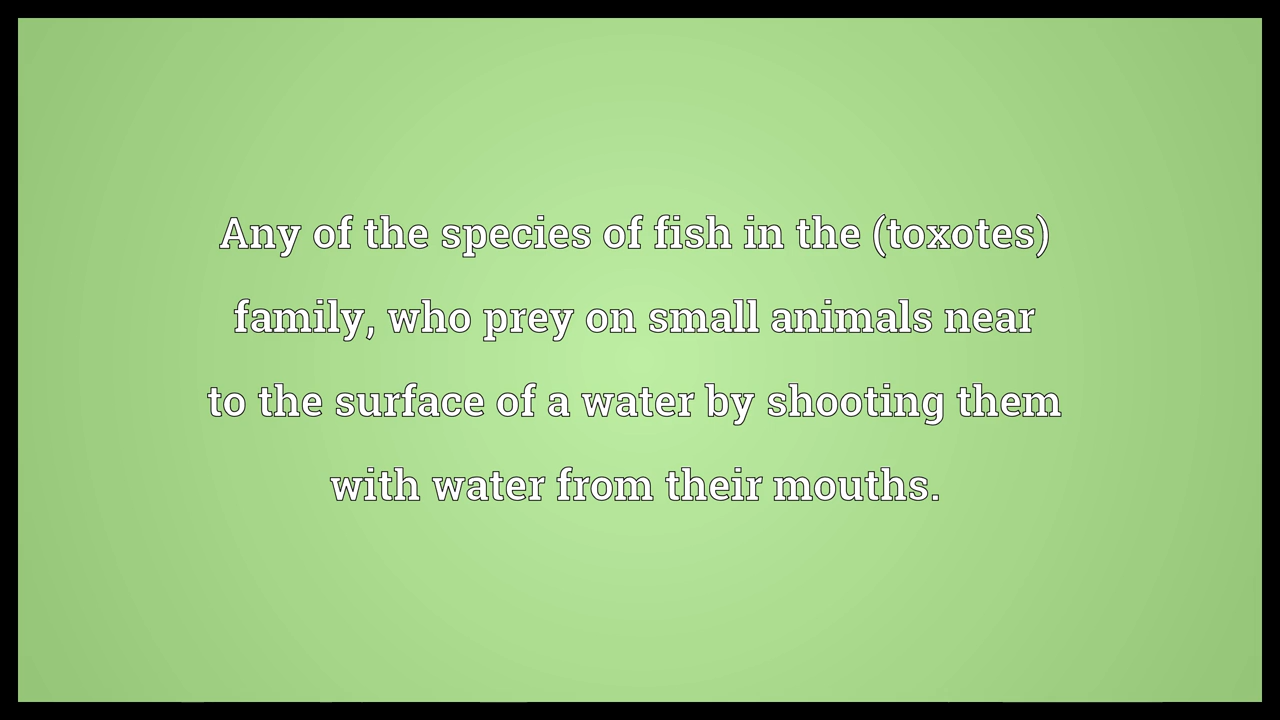 Any of the species of fish in the (toxotes)
family, who prey on small animals near
to the surface of a water by shooting them
with water from their mouths.